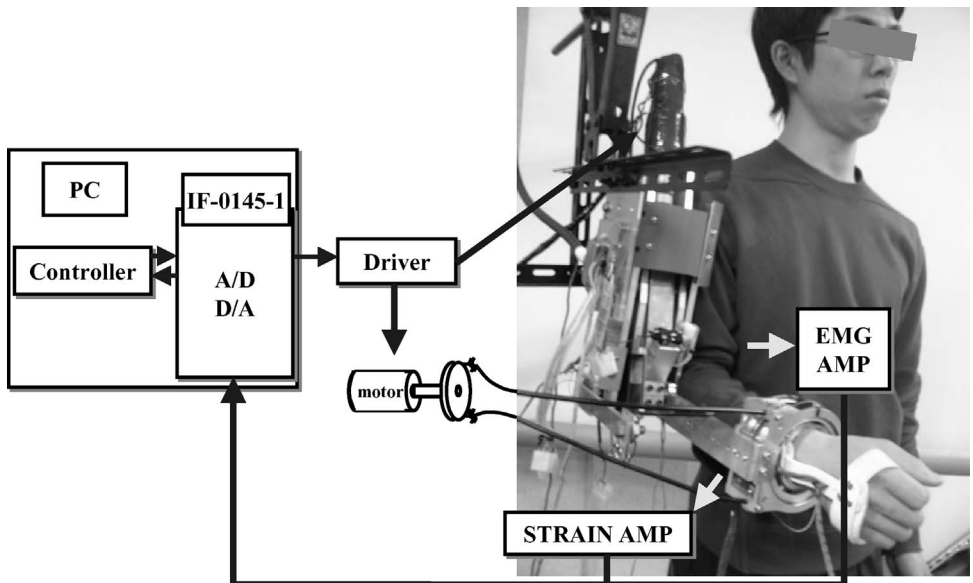 PC
IF-0145-1
Controller
A/D
D/A
Driver
motor
EMG
AMP
STRAIN AMP